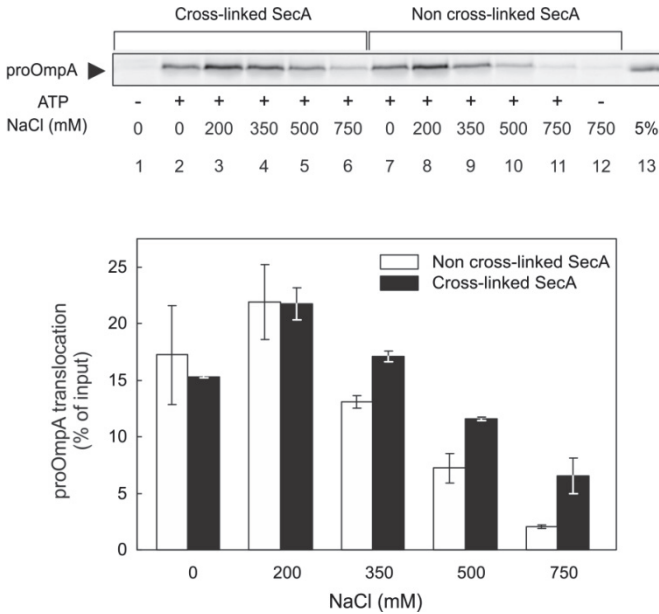 Cross-linked SecA Non cross-linked SecA
proOmpA
ATP - + + + + + + + + + + -
NaCl (mM) 0 0 200 350 500 750 0 200 350 500 750 750 5%
1 2 3 4 5 6 7 8 9 10 11 12 13
25
20
15
10
5
0
proOmpA translocation
(% of input)
Non cross-linked SecA
Cross-linked SecA
0 200 350 500 750
NaCl (mM)